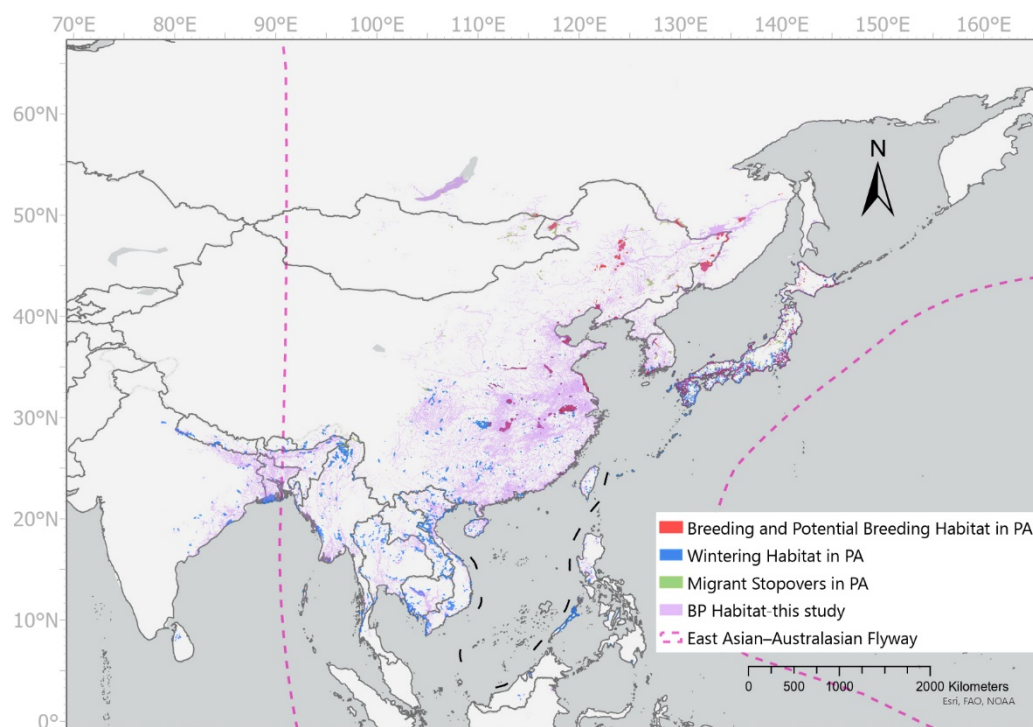 70°E 80°E 90°E 100°E 110°E 120°E 130°E 140°E 150°E 160°E
60°N
N
50°N
40°N
30°N
20°N
Breeding and Potential Breeding Habitat in PA
Wintering Habitat in PA
Migrant Stopovers in PA
BP Habitat-this study
East Asian–Australasian Flyway
10°N
0 500 1000 2000 Kilometers
Esri, FAO, NOAA
0°